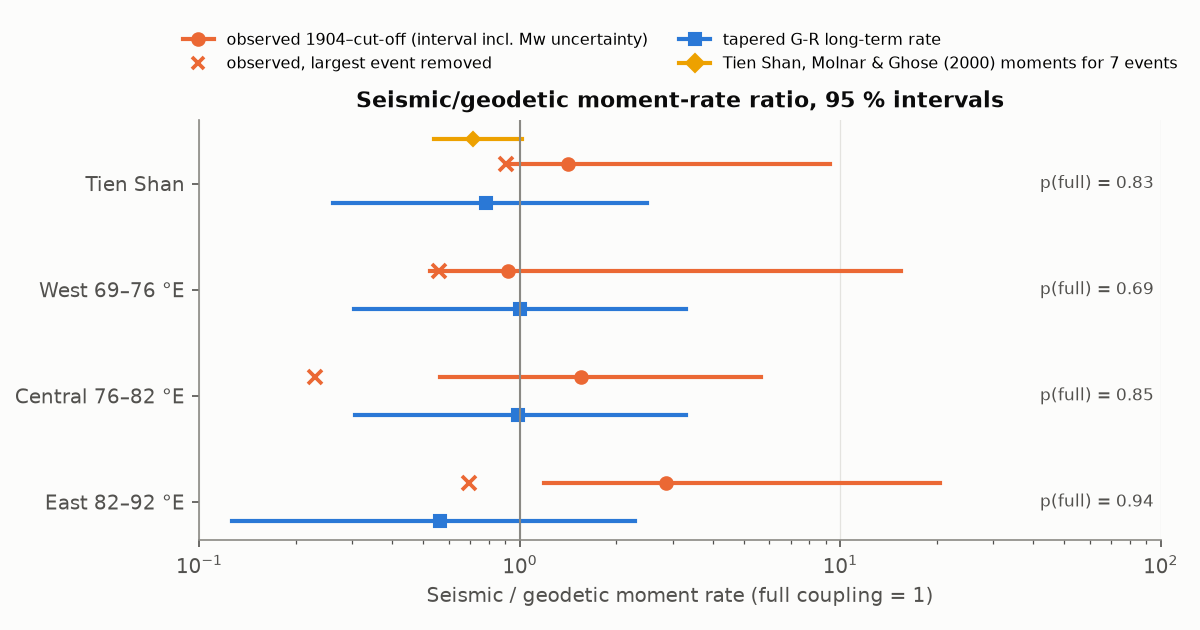 observed 1904–cut-off (interval incl. Mw uncertainty)
observed, largest event removed
tapered G-R long-term rate
Tien Shan, Molnar & Ghose (2000) moments for 7 events
Seismic/geodetic moment-rate ratio, 95 % intervals
Tien Shan
p(full) = 0.83
West 69–76 °E
p(full) = 0.69
Central 76–82 °E
p(full) = 0.85
East 82–92 °E
p(full) = 0.94
10⁻¹ 10⁰ 10¹ 10²
Seismic / geodetic moment rate (full coupling = 1)